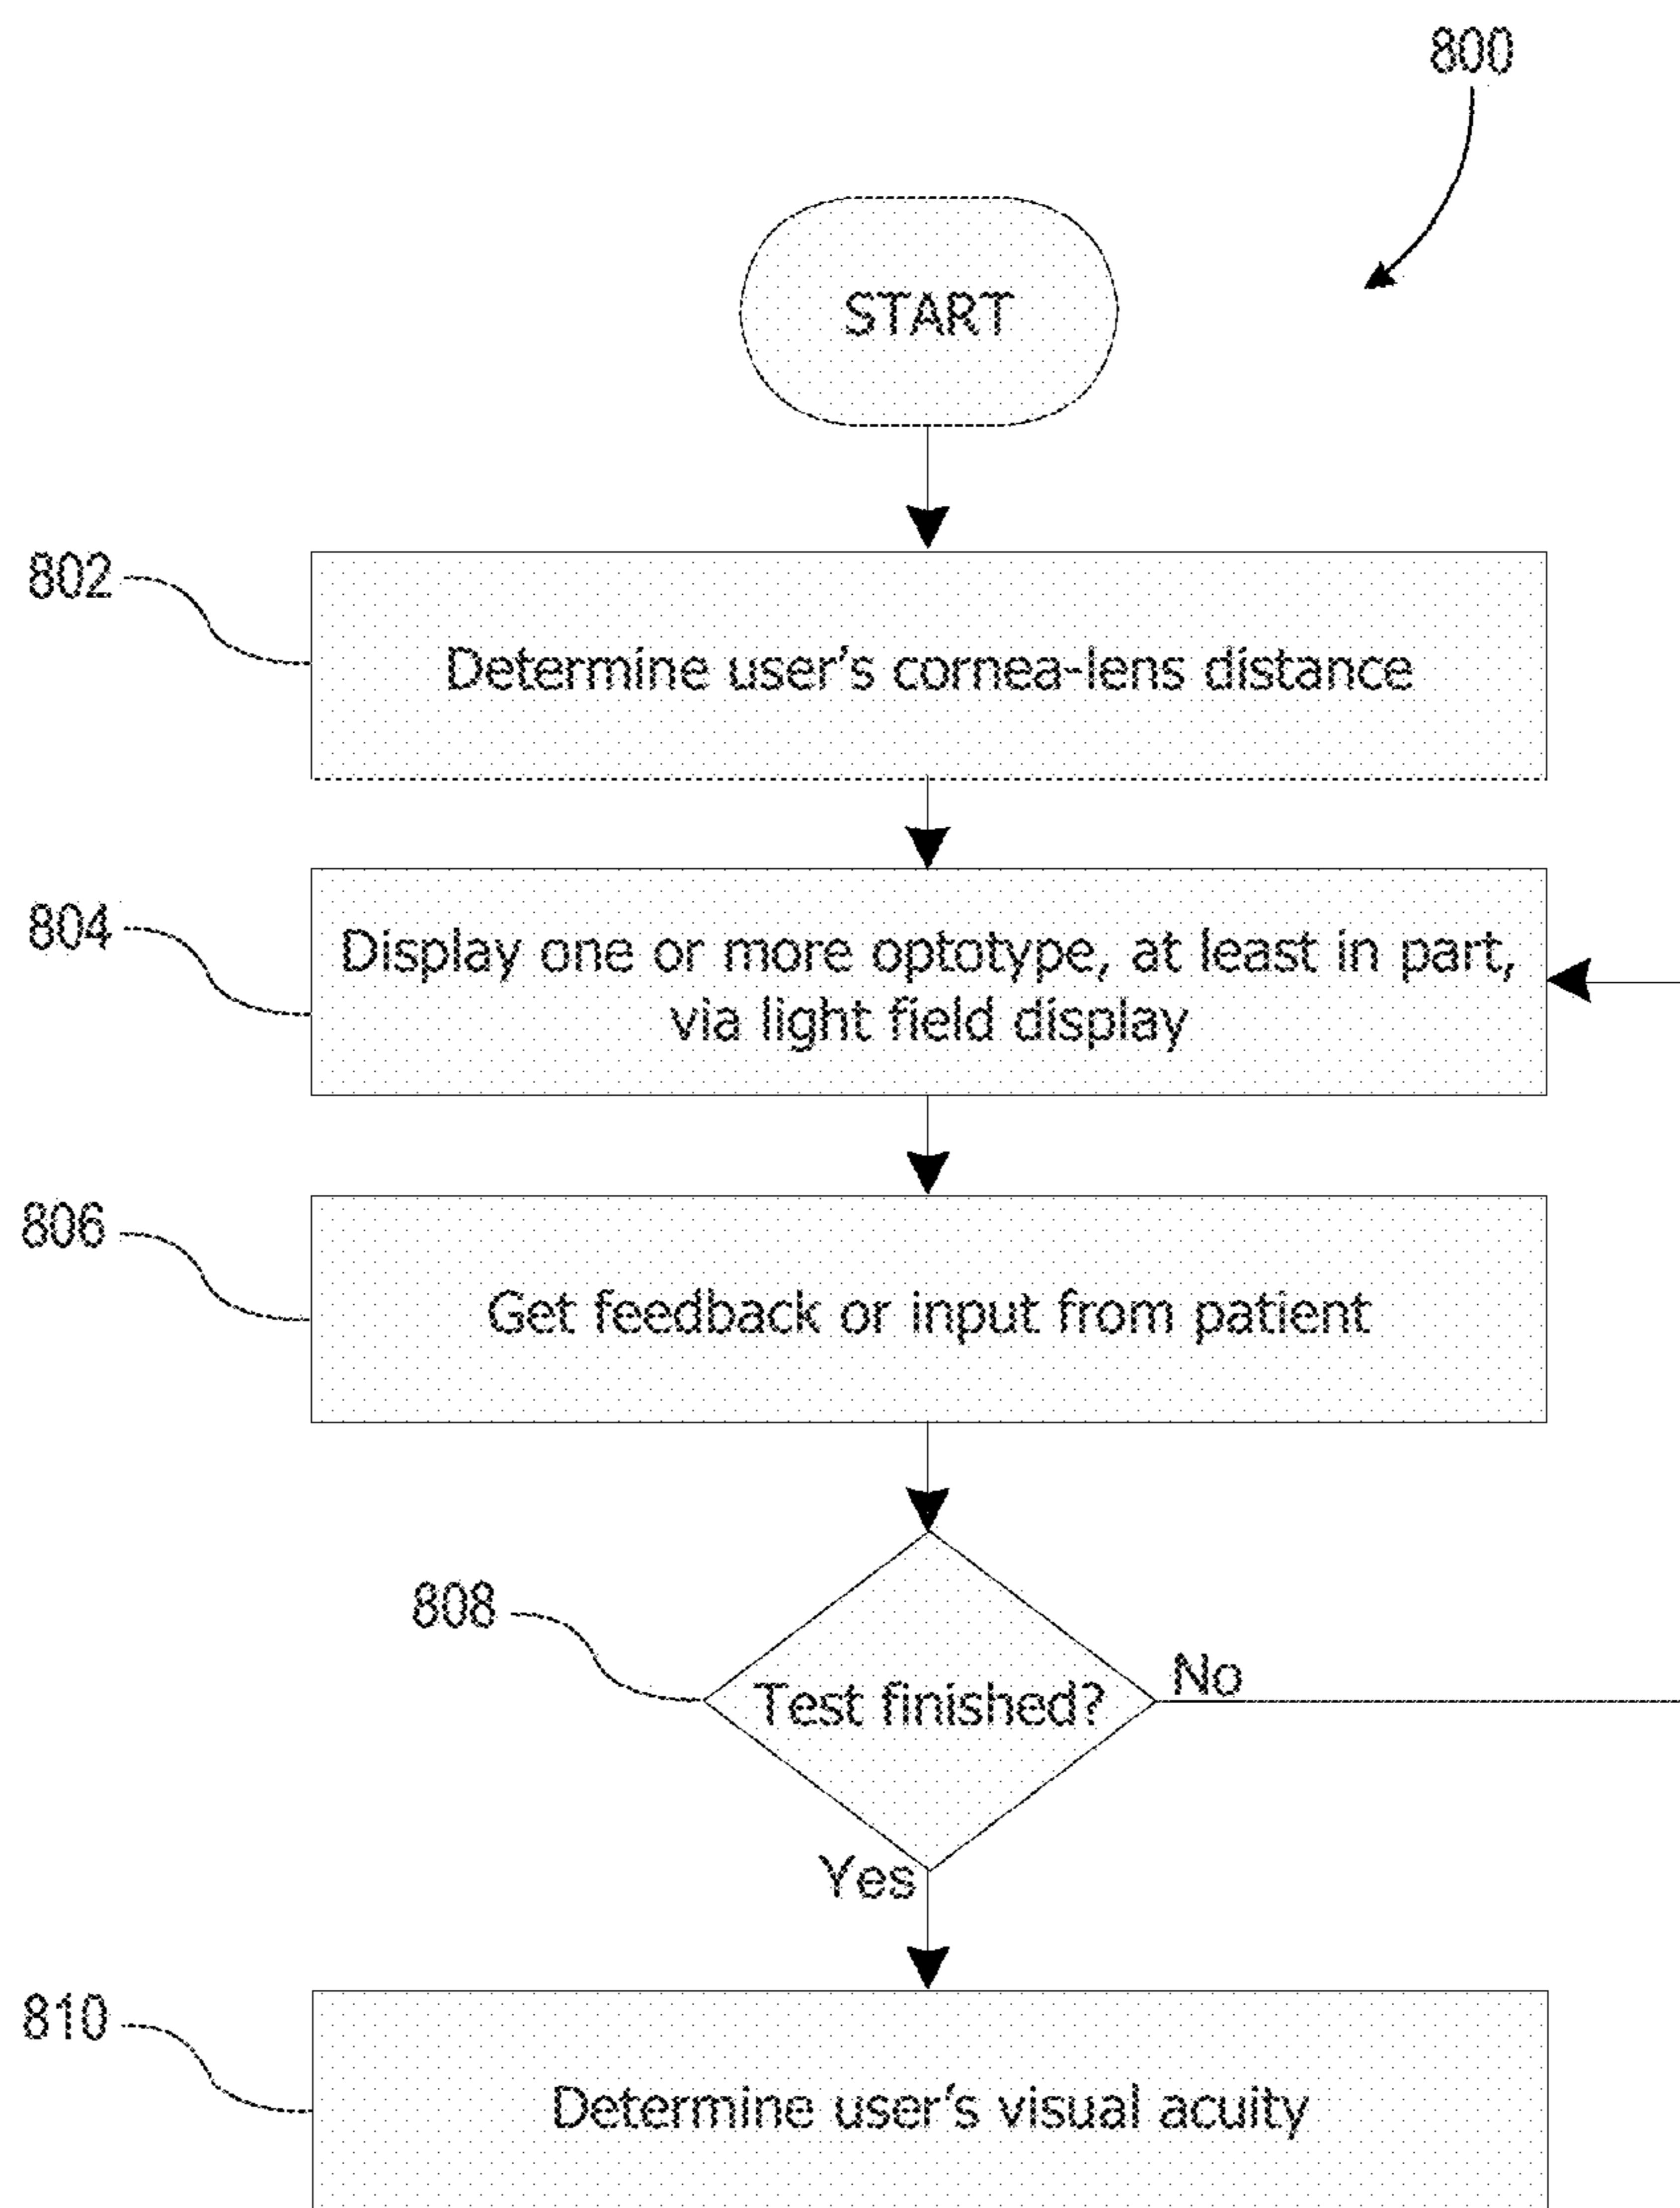 800
START
802
Determine user's cornea-lens distance
804
Display one or more optotype, at least in part,
via light field display
806
Get feedback or input from patient
808
Test finished?
No
Yes
810
Determine user's visual acuity